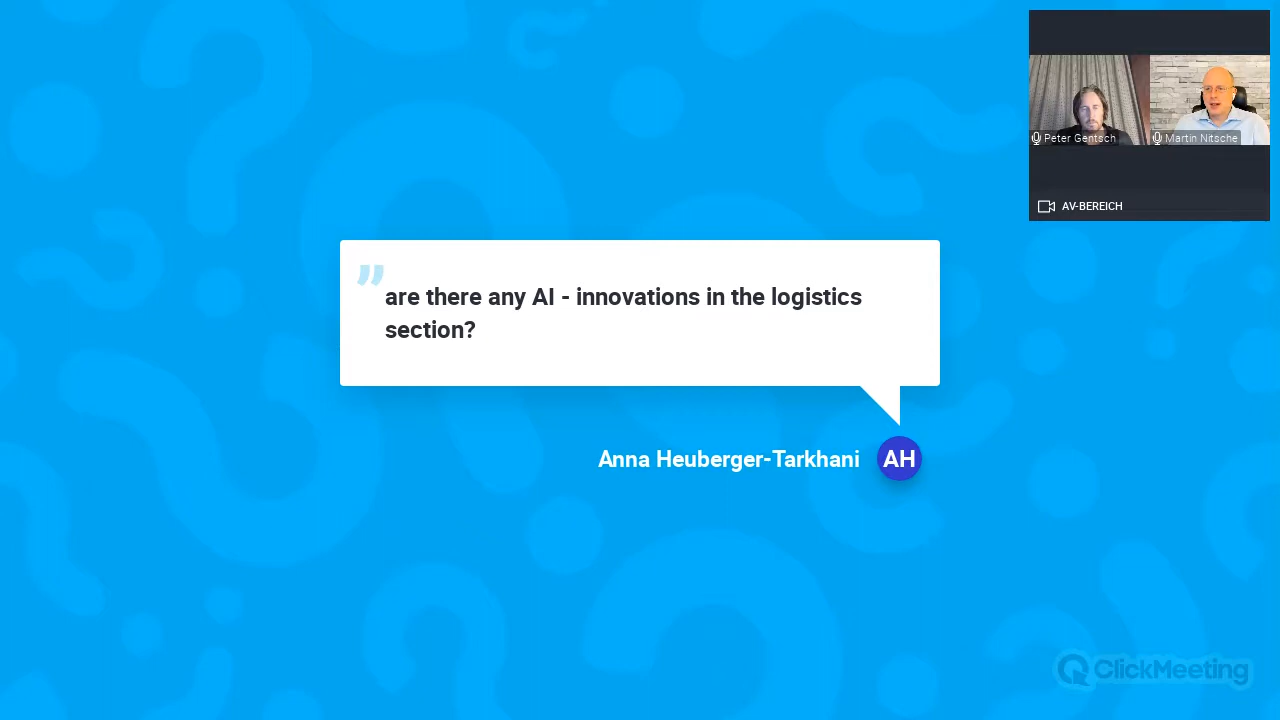 Peter Gentsch
Martin Nitsche
AV-BEREICH
are there any AI - innovations in the logistics
section?
Anna Heuberger-Tarkhani
AH
ClickMeeting